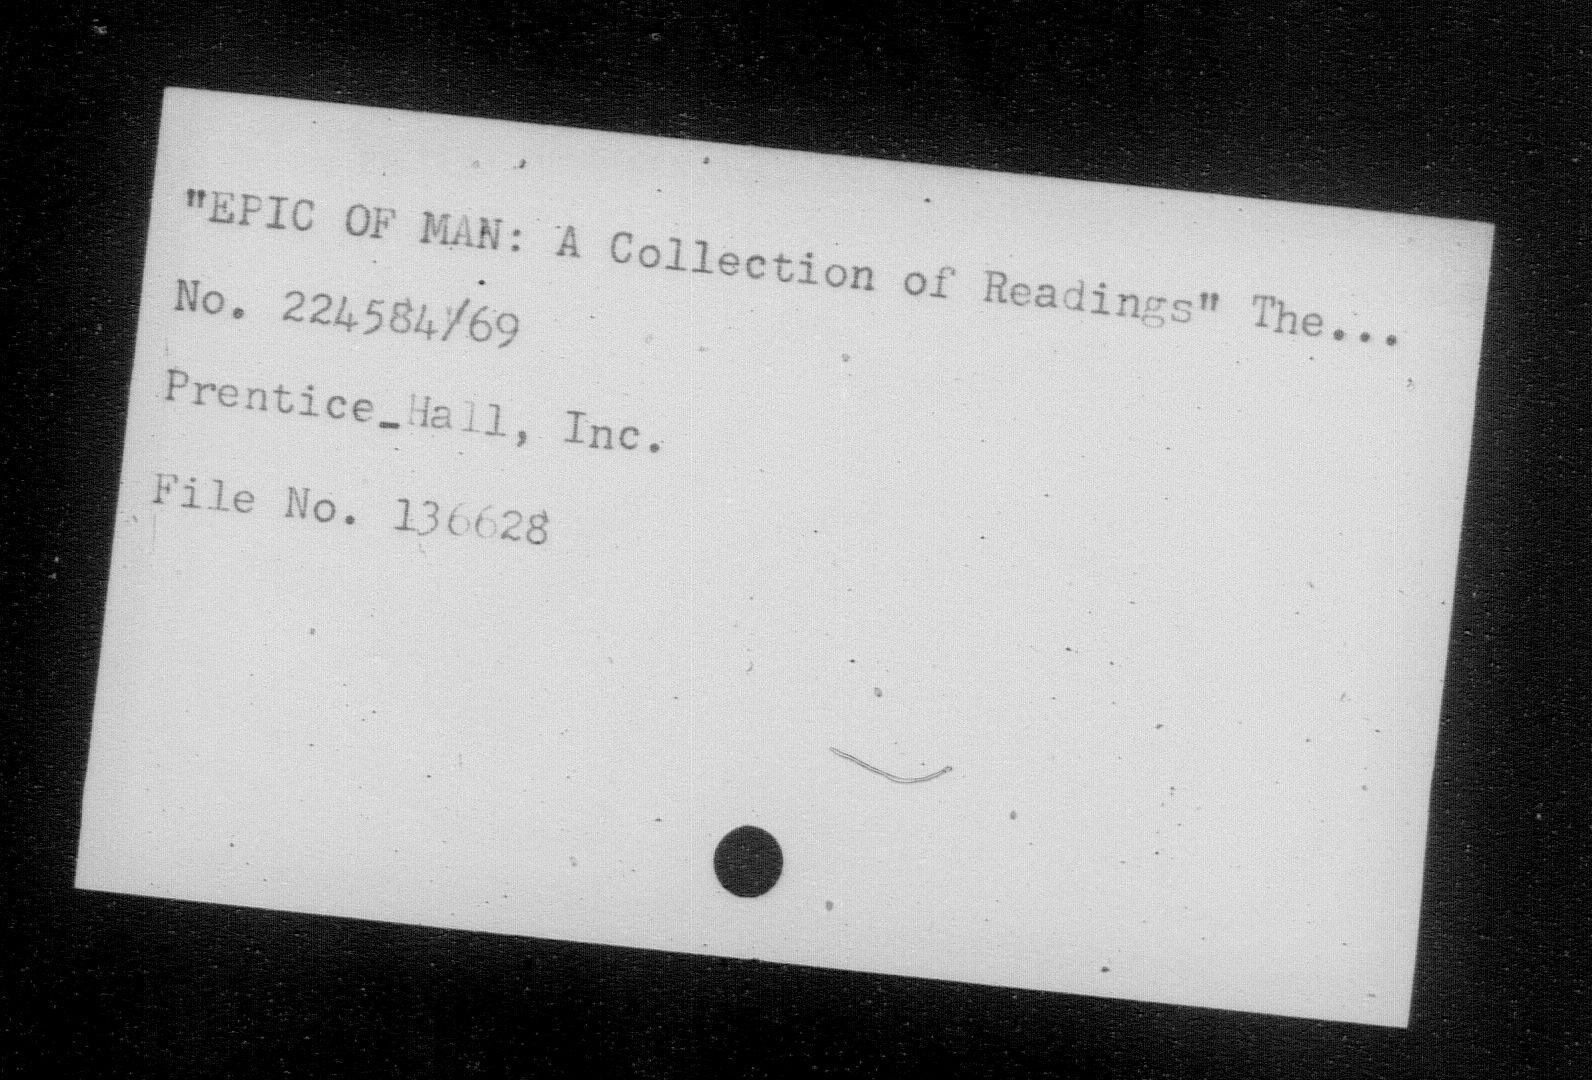 "EPIC OF MAN: A Collection of Readings" The...
No. 224584/69
Prentice-Hall, Inc.
File No. 136628